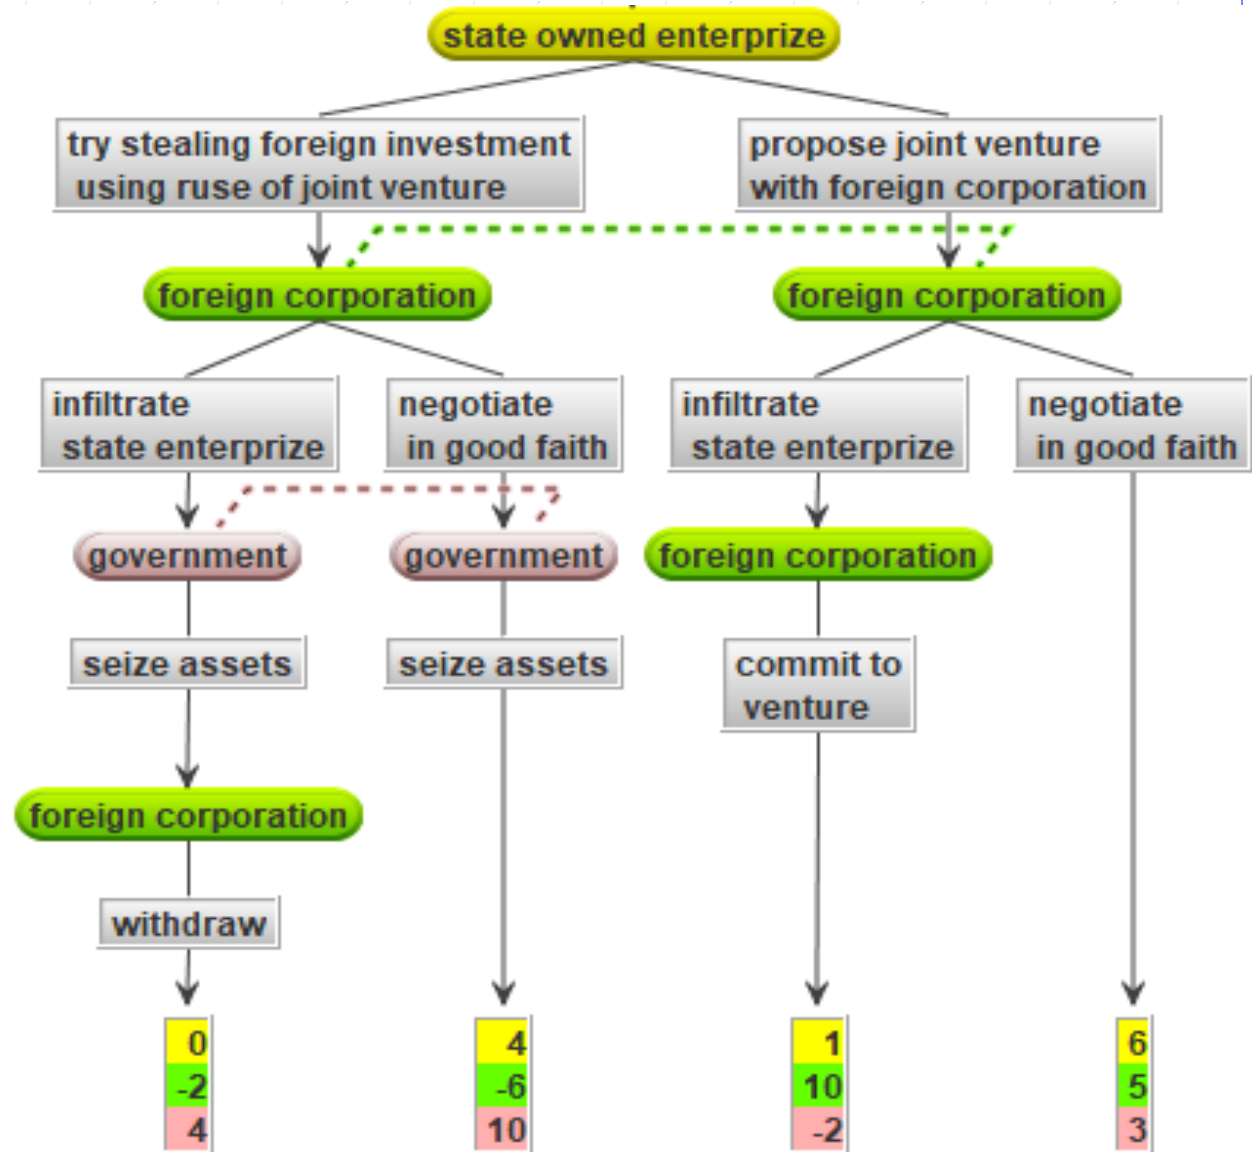 state owned enterprize
try stealing foreign investment
using ruse of joint venture
propose joint venture
with foreign corporation
foreign corporation
foreign corporation
infiltrate
state enterprize
negotiate
in good faith
infiltrate
state enterprize
negotiate
in good faith
government
government
foreign corporation
seize assets
seize assets
commit to
venture
foreign corporation
withdraw
0
-2
4
4
-6
10
1
10
-2
6
5
3